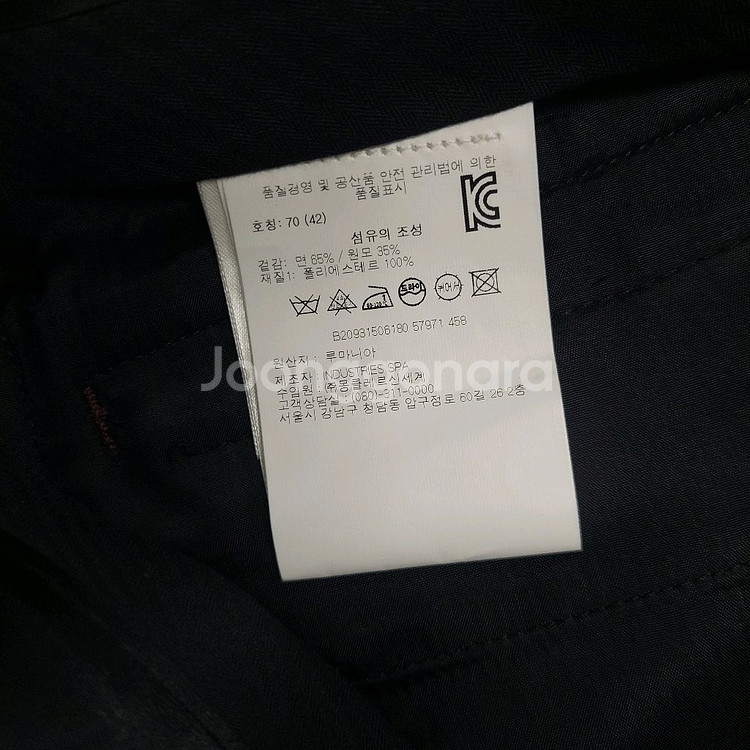 품질경영 및 공산품 안전 관리법에 의한
품질표시
호칭: 70 (42)
섬유의 조성
겉감: 면 65% / 원모 35%
재질1: 폴리에스테르 100%
드라이
B20931506180 57971 458
원산지: 루마니아
제조자: INDUSTRIES SPA
수입원: (주)몽클레르신세계
고객상담실: (080)-311-0000
서울시 강남구 청담동 압구정로 60길 26 2층
Joongonara